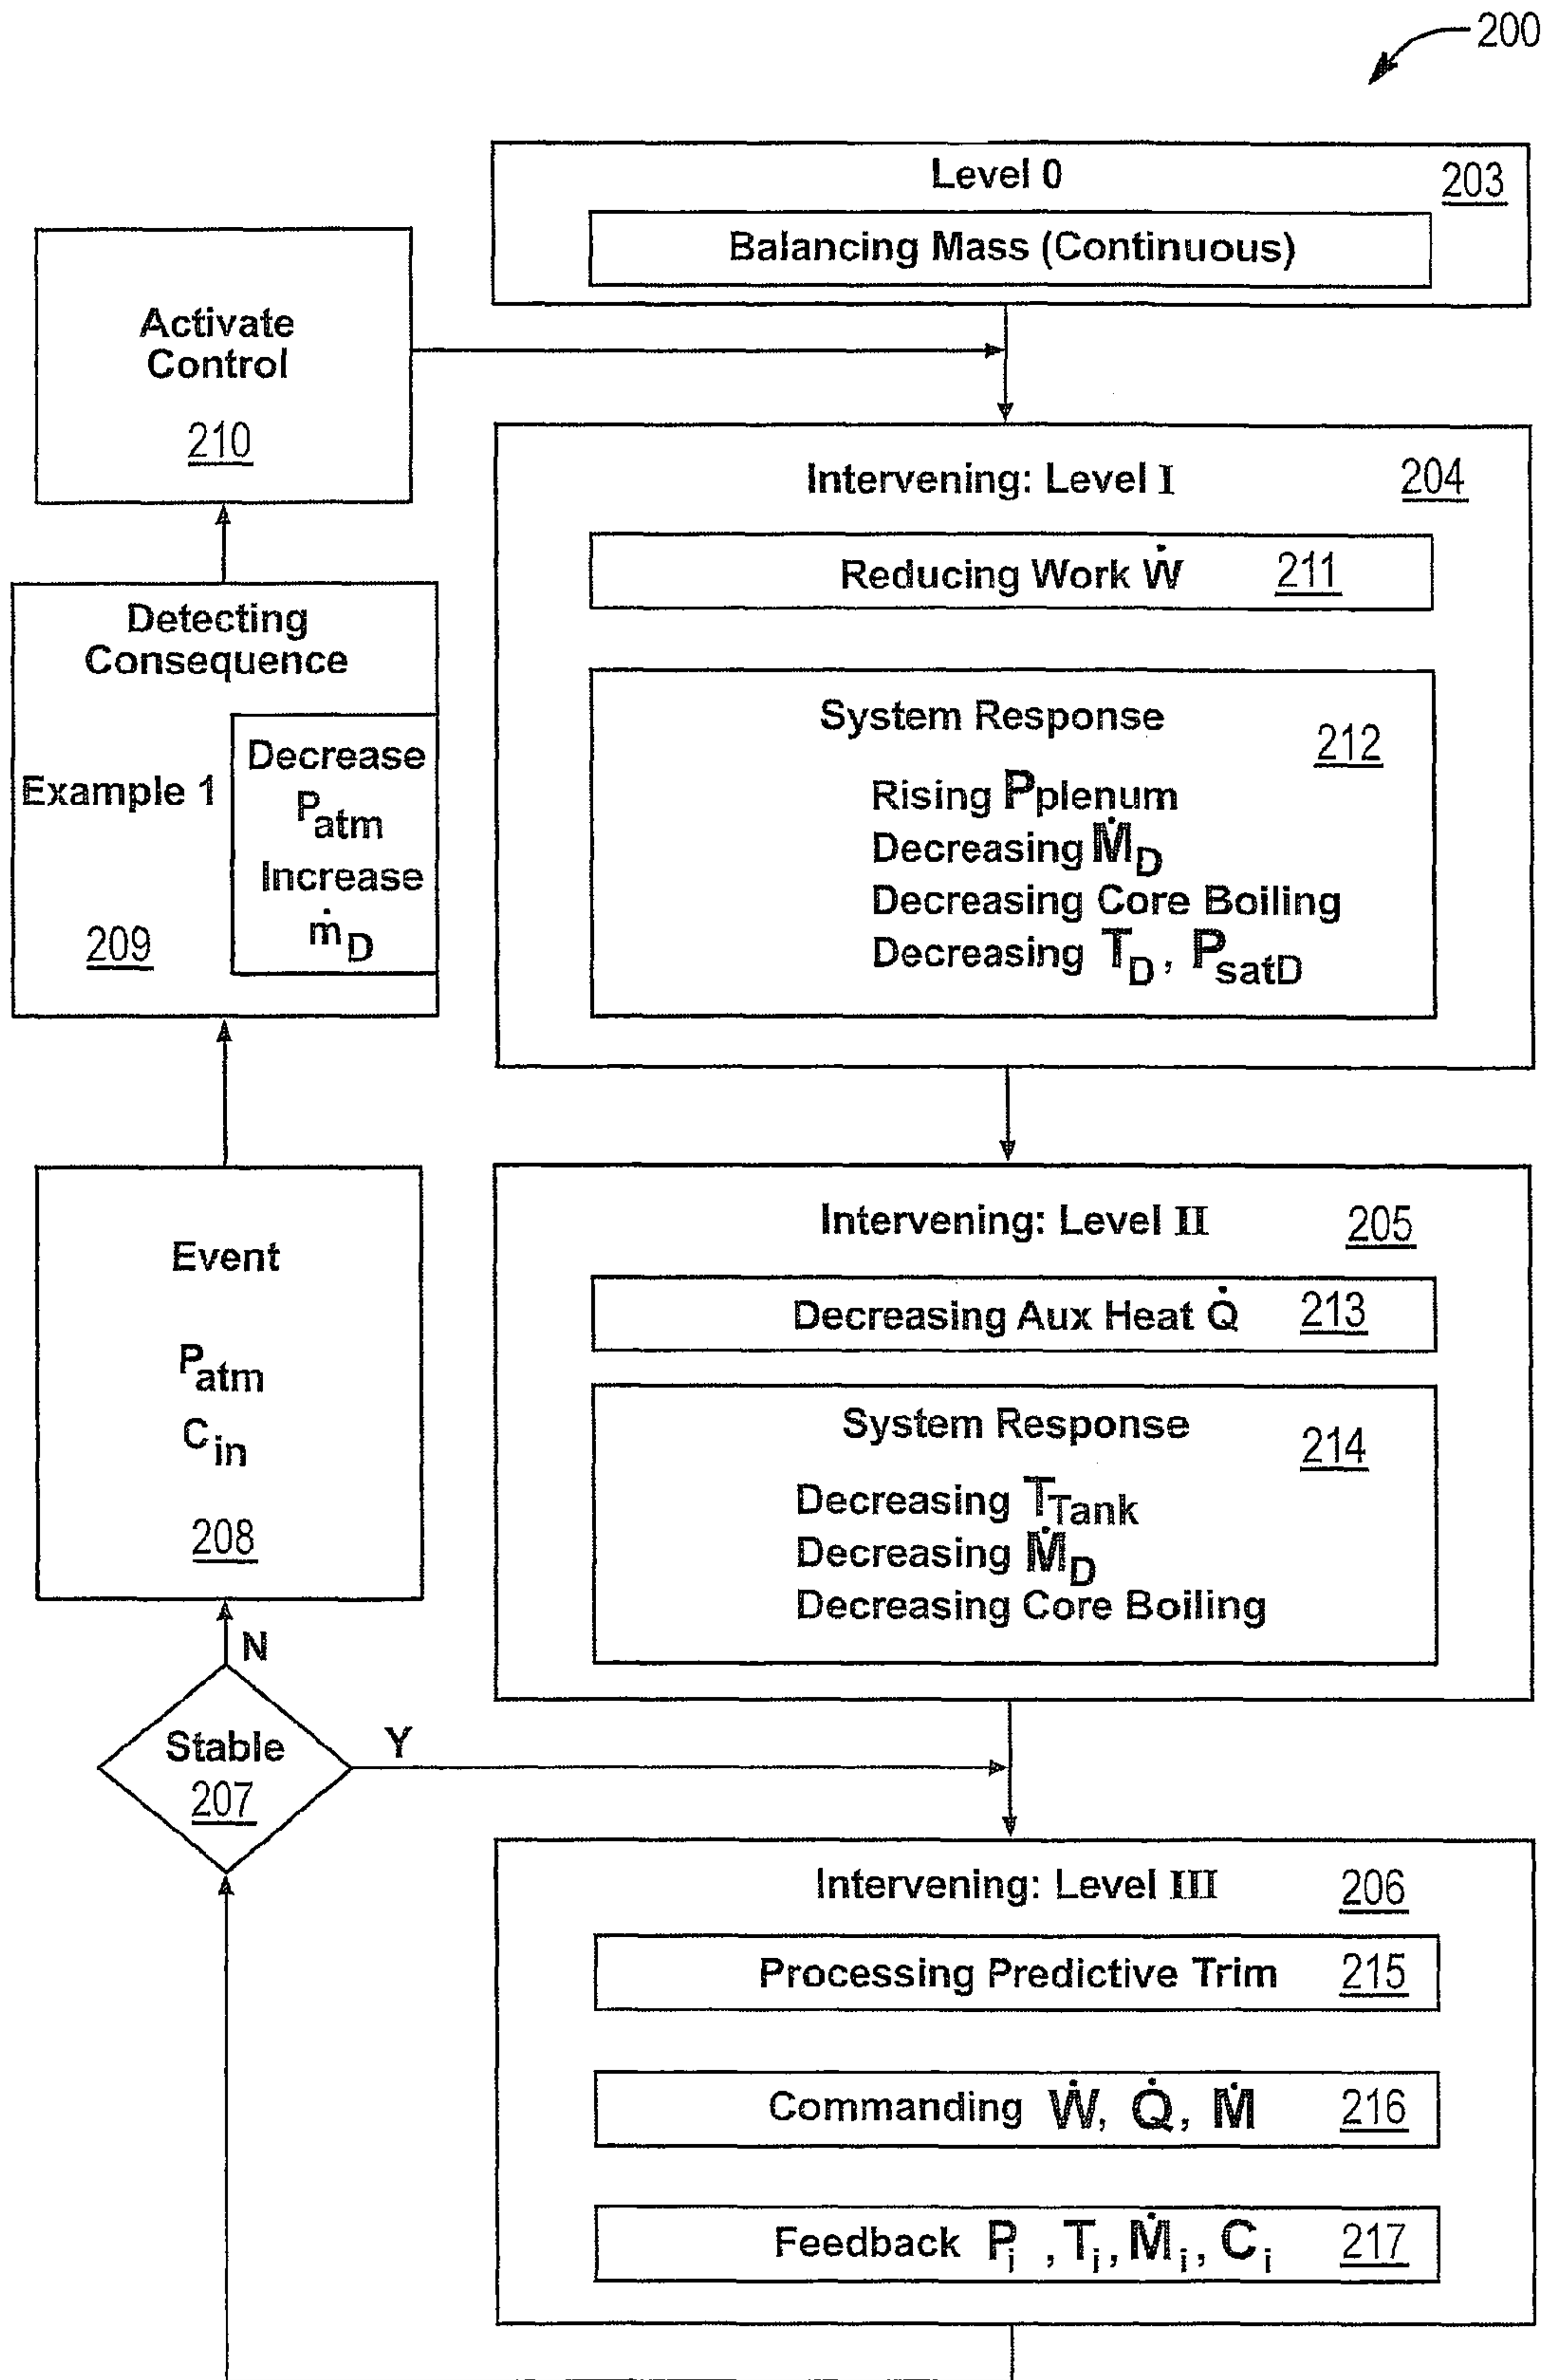 200
Level 0
203
Balancing Mass (Continuous)
Activate
Control
210
Intervening: Level I
204
Reducing Work Ẇ
211
System Response
212
Rising Pplenum
Decreasing ṀD
Decreasing Core Boiling
Decreasing TD, PsatD
Detecting
Consequence
Example 1
209
Decrease
Patm
Increase
ṁD
Intervening: Level II
205
Decreasing Aux Heat Q̇
213
System Response
214
Decreasing TTank
Decreasing ṀD
Decreasing Core Boiling
Event
Patm
Cin
208
N
Stable
207
Y
Intervening: Level III
206
Processing Predictive Trim
215
Commanding Ẇ, Q̇, Ṁ
216
Feedback Pi , Ti, Ṁi, Ci
217